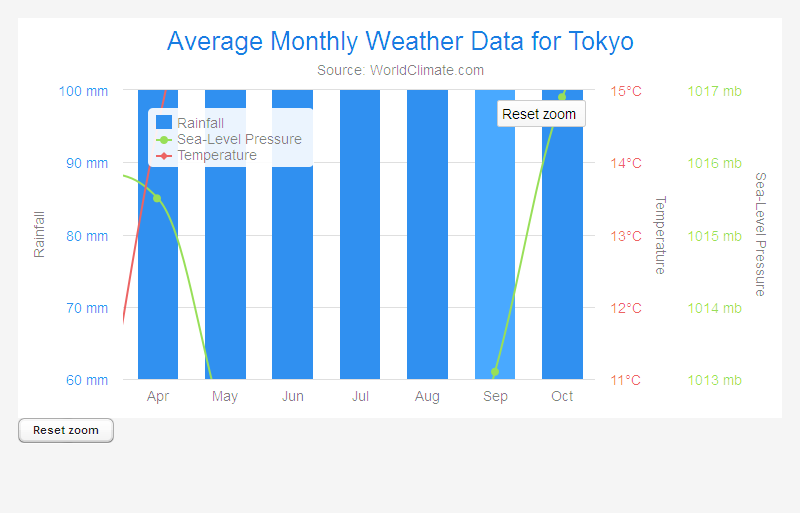 Average Monthly Weather Data for Tokyo
Source: WorldClimate.com
100 mm
90 mm
80 mm
70 mm
60 mm
Rainfall
Rainfall
Sea-Level Pressure
Temperature
Reset zoom
15°C
14°C
13°C
12°C
11°C
Temperature
1017 mb
1016 mb
1015 mb
1014 mb
1013 mb
Sea-Level Pressure
Apr May Jun Jul Aug Sep Oct
Reset zoom